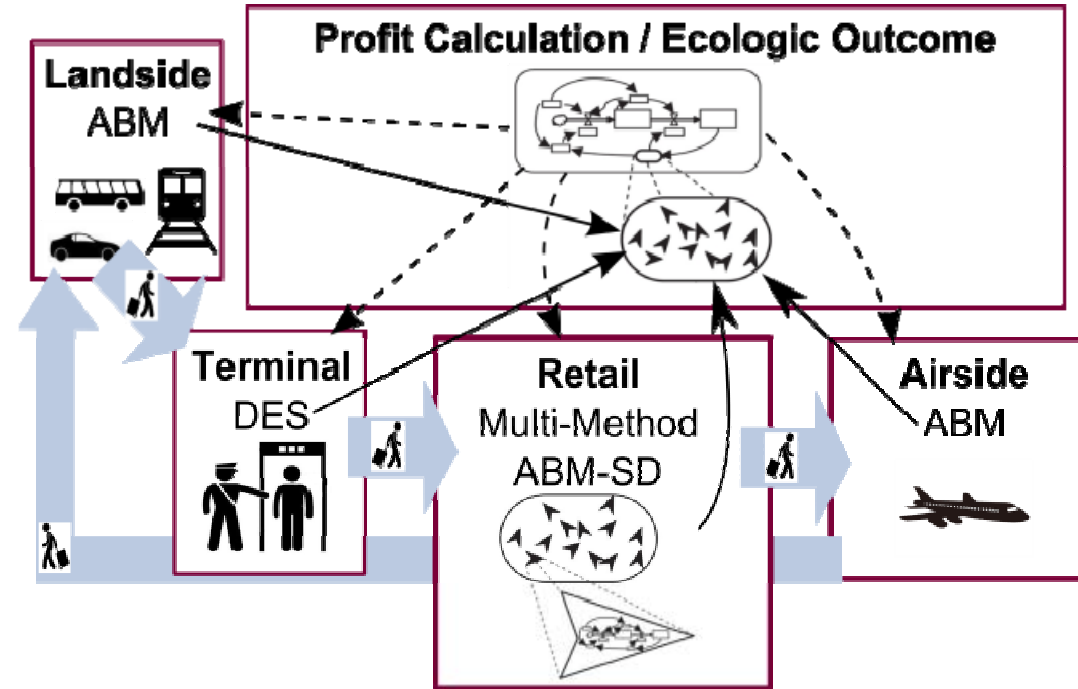 Profit Calculation / Ecologic Outcome
Landside
ABM
Terminal
DES
Retail
Multi-Method
ABM-SD
Airside
ABM